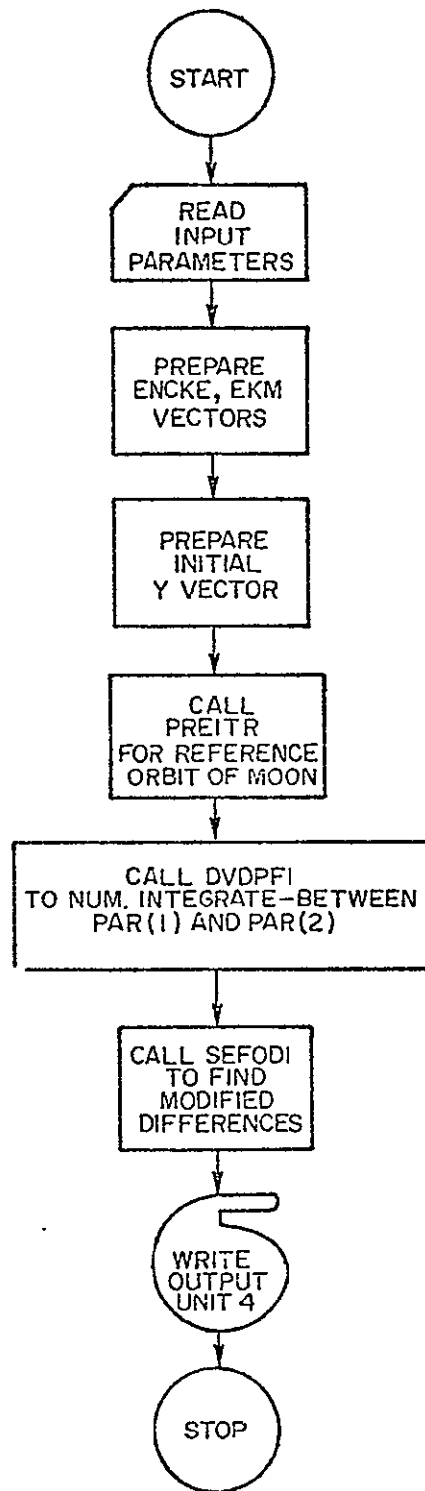 START
READ
INPUT
PARAMETERS
PREPARE
ENCKE, EKM
VECTORS
PREPARE
INITIAL
Y VECTOR
CALL
PREITR
FOR REFERENCE
ORBIT OF MOON
CALL DVDPFI
TO NUM. INTEGRATE-BETWEEN
PAR(1) AND PAR(2)
CALL SEFODI
TO FIND
MODIFIED
DIFFERENCES
WRITE
OUTPUT
UNIT 4
STOP